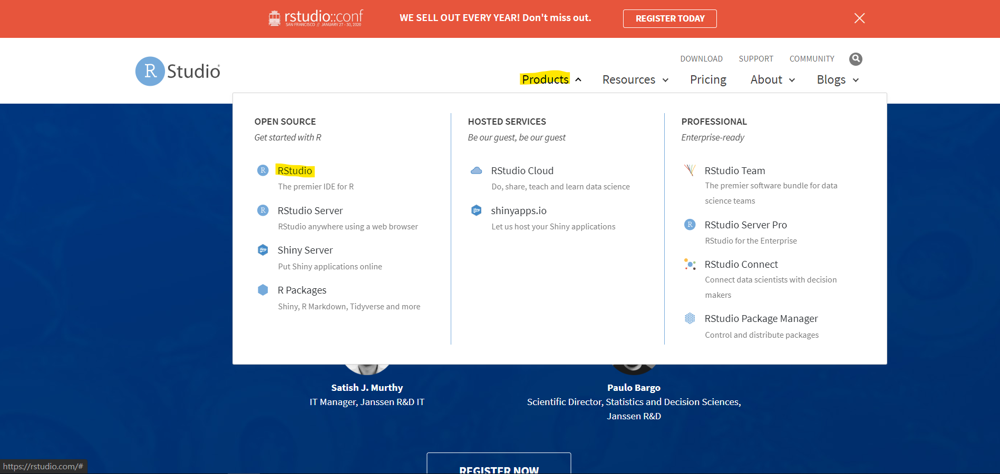 rstudio::conf
SAN FRANCISCO // JANUARY 27 - 30, 2020
WE SELL OUT EVERY YEAR! Don't miss out.
REGISTER TODAY
R Studio
DOWNLOAD SUPPORT COMMUNITY
Products Resources Pricing About Blogs
OPEN SOURCE
Get started with R
R RStudio
The premier IDE for R
R RStudio Server
RStudio anywhere using a web browser
Shiny Shiny Server
Put Shiny applications online
R Packages
Shiny, R Markdown, Tidyverse and more
HOSTED SERVICES
Be our guest, be our guest
RStudio Cloud
Do, share, teach and learn data science
Shiny shinyapps.io
Let us host your Shiny applications
PROFESSIONAL
Enterprise-ready
RStudio Team
The premier software bundle for data
science teams
R RStudio Server Pro
RStudio for the Enterprise
RStudio Connect
Connect data scientists with decision
makers
RStudio Package Manager
Control and distribute packages
Satish J. Murthy
IT Manager, Janssen R&D IT
Paulo Bargo
Scientific Director, Statistics and Decision Sciences,
Janssen R&D
REGISTER NOW
https://rstudio.com/#